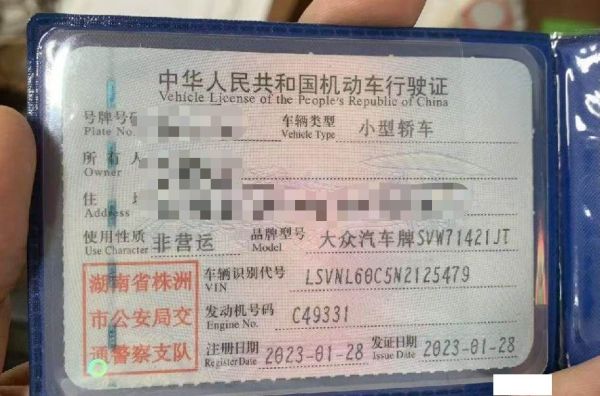 中华人民共和国机动车行驶证
Vehicle License of the People's Republic of China
号牌号码
Plate No.
车辆类型 小型轿车
Vehicle Type
所有人
Owner
住
Address
使用性质 非营运
Use Character
品牌型号 大众汽车牌SVW71421JT
Model
湖南省株洲
市公安局交
通警察支队
车辆识别代号 LSVNL60C5N2125479
VIN
发动机号码 C49331
Engine No.
注册日期 2023-01-28
Register Date
发证日期 2023-01-28
Issue Date